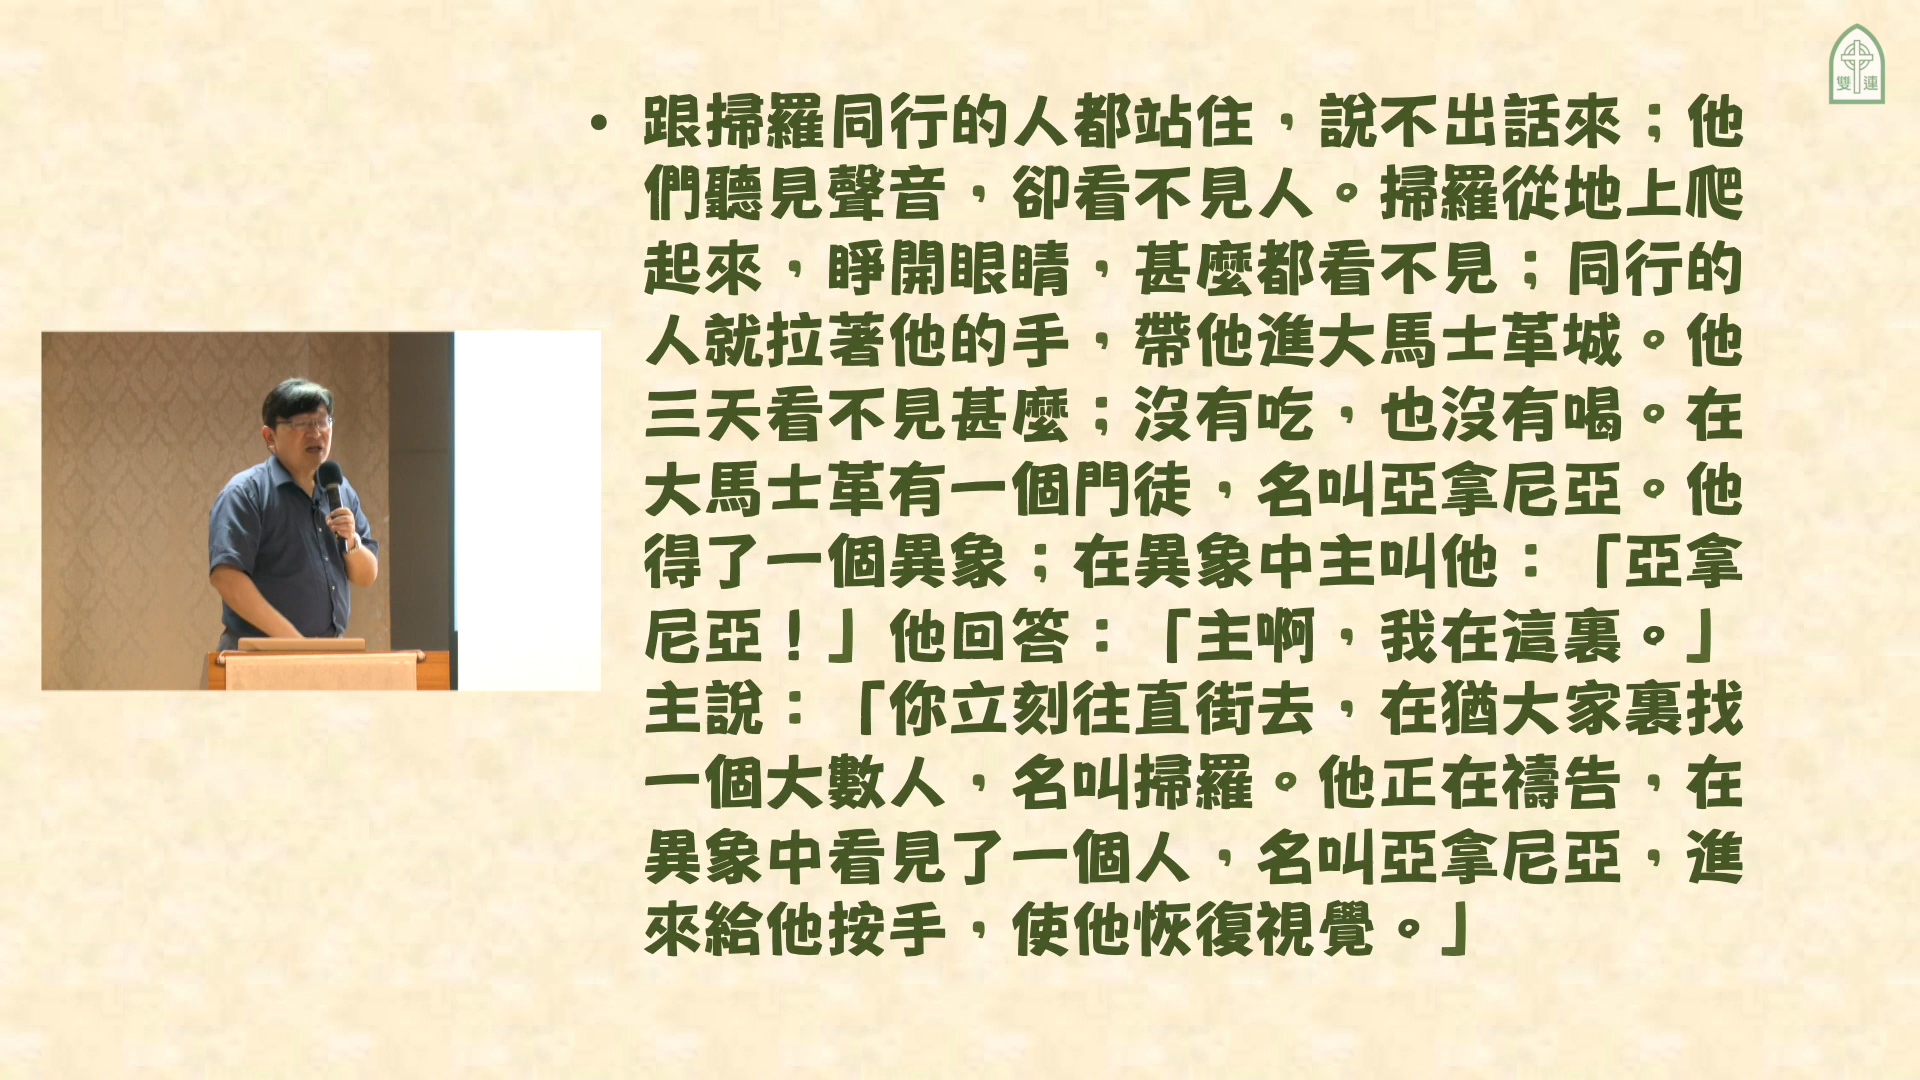 雙連
• 跟掃羅同行的人都站住，說不出話來；他
們聽見聲音，卻看不見人。掃羅從地上爬
起來，睜開眼睛，甚麼都看不見；同行的
人就拉著他的手，帶他進大馬士革城。他
三天看不見甚麼；沒有吃，也沒有喝。在
大馬士革有一個門徒，名叫亞拿尼亞。他
得了一個異象；在異象中主叫他：「亞拿
尼亞！」他回答：「主啊，我在這裏。」
主說：「你立刻往直街去，在猶大家裏找
一個大數人，名叫掃羅。他正在禱告，在
異象中看見了一個人，名叫亞拿尼亞，進
來給他按手，使他恢復視覺。」